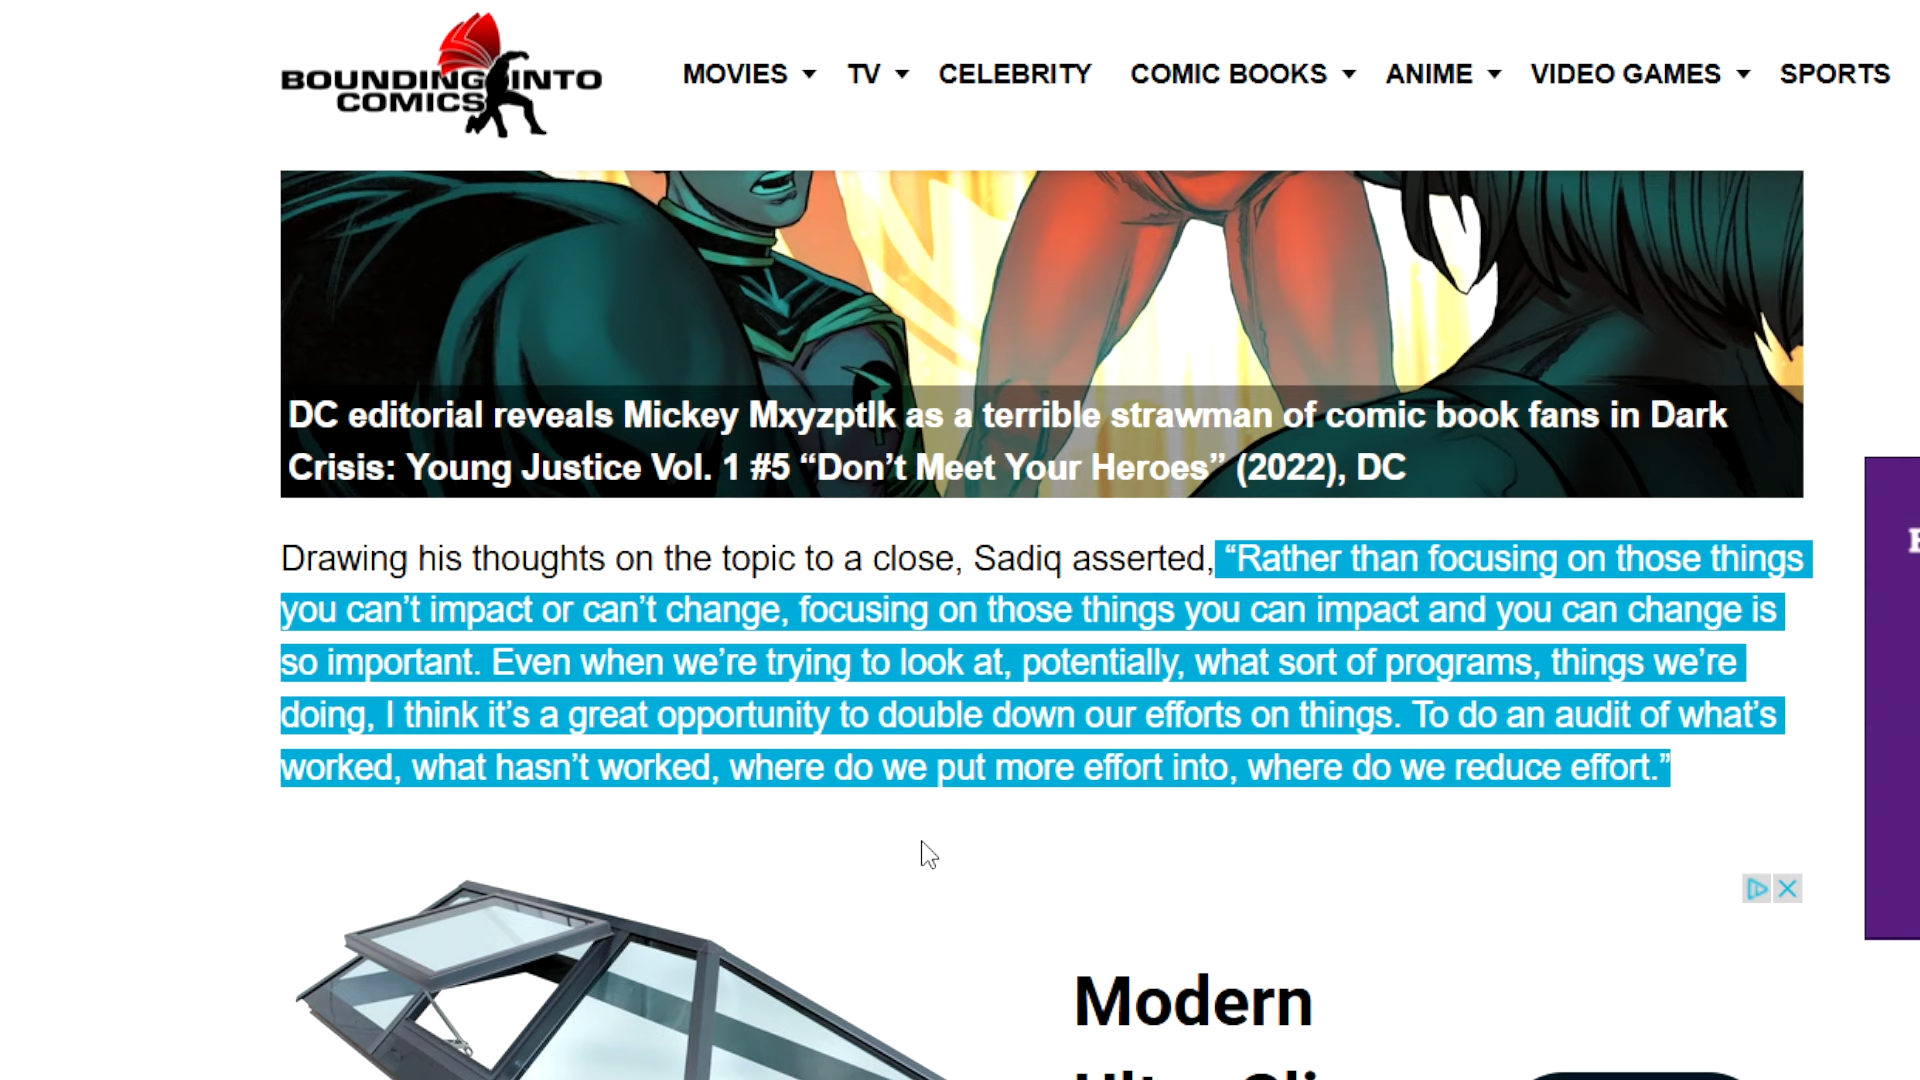 BOUNDING INTO
COMICS
MOVIES TV CELEBRITY COMIC BOOKS ANIME VIDEO GAMES SPORTS
DC editorial reveals Mickey Mxyzptlk as a terrible strawman of comic book fans in Dark
Crisis: Young Justice Vol. 1 #5 “Don’t Meet Your Heroes” (2022), DC
Drawing his thoughts on the topic to a close, Sadiq asserted, “Rather than focusing on those things
you can’t impact or can’t change, focusing on those things you can impact and you can change is
so important. Even when we’re trying to look at, potentially, what sort of programs, things we’re
doing, I think it’s a great opportunity to double down our efforts on things. To do an audit of what’s
worked, what hasn’t worked, where do we put more effort into, where do we reduce effort.”
Modern